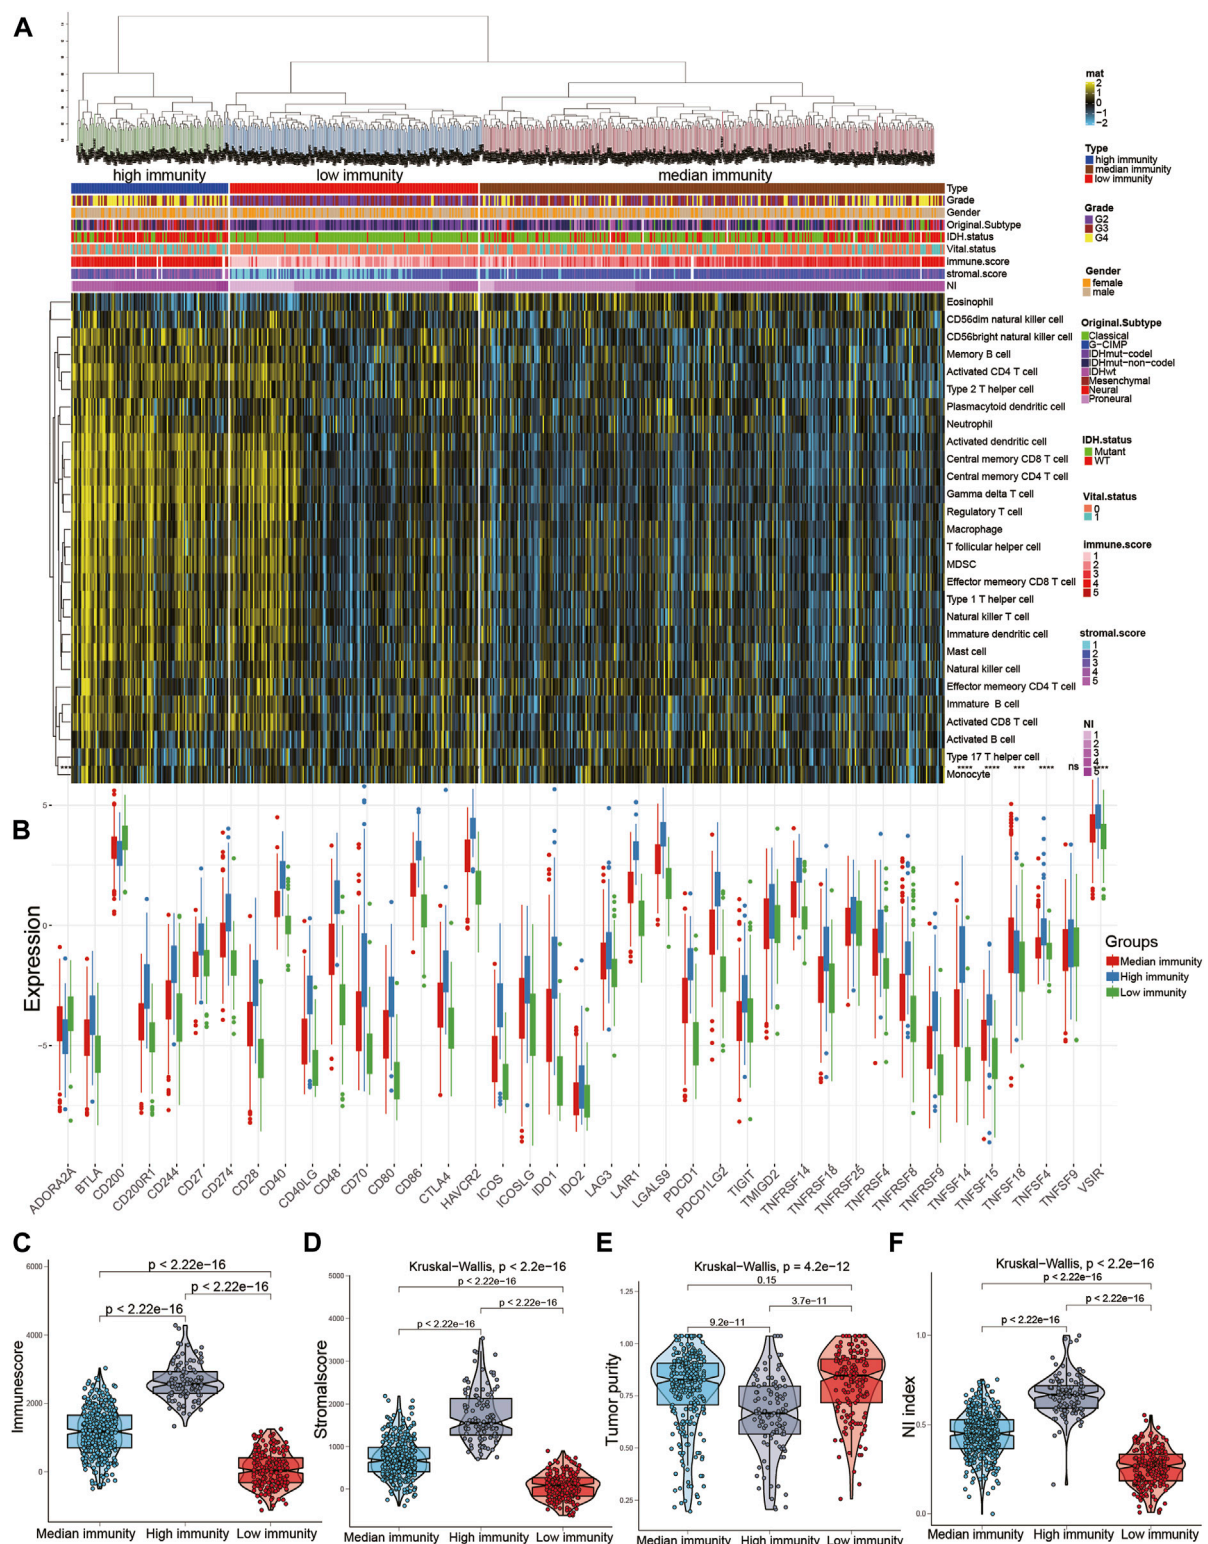 A
mat
2
1
0
−1
−2
high immunity
low immunity
median immunity
Type
high immunity
median immunity
low immunity
Type
Grade
Gender
Original.Subtype
IDH.status
Vital.status
immune.score
stromal.score
NI
Grade
G2
G3
G4
Gender
female
male
Original.Subtype
Classical
G-CIMP
IDHmut-codel
IDHmut-non-codel
IDHwt
Mesenchymal
Neural
Proneural
IDH.status
Mutant
WT
Vital.status
0
1
immune.score
1
2
3
4
5
stromal.score
1
2
3
4
5
NI
1
2
3
4
5
Eosinophil
CD56dim natural killer cell
CD56bright natural killer cell
Memory B cell
Activated CD4 T cell
Type 2 T helper cell
Plasmacytoid dendritic cell
Neutrophil
Activated dendritic cell
Central memory CD8 T cell
Central memory CD4 T cell
Gamma delta T cell
Regulatory T cell
Macrophage
T follicular helper cell
MDSC
Effector memeory CD8 T cell
Type 1 T helper cell
Natural killer T cell
Immature dendritic cell
Mast cell
Natural killer cell
Effector memeory CD4 T cell
Immature B cell
Activated CD8 T cell
Activated B cell
Type 17 T helper cell
Monocyte
**** **** *** **** ns ****
B
Expression
5
0
−5
Groups
Median immunity
High immunity
Low immunity
ADORA2A
BTLA
CD200
CD200R1
CD244
CD27
CD274
CD28
CD40
CD40LG
CD48
CD70
CD80
CD86
CTLA4
HAVCR2
ICOS
ICOSLG
IDO1
IDO2
LAG3
LAIR1
LGALS9
PDCD1
PDCD1LG2
TIGIT
TMIGD2
TNFRSF14
TNFRSF18
TNFRSF25
TNFRSF4
TNFRSF8
TNFRSF9
TNFSF14
TNFSF15
TNFSF18
TNFSF4
TNFSF9
VSIR
C
Immunescore
6000
4000
2000
0
p < 2.22e−16
p < 2.22e−16
p < 2.22e−16
Median immunity High immunity Low immunity
D
Kruskal−Wallis, p < 2.2e−16
Stromalscore
5000
4000
3000
2000
1000
0
p < 2.22e−16
p < 2.22e−16
p < 2.22e−16
Median immunity High immunity Low immunity
E
Kruskal−Wallis, p = 4.2e−12
Tumor purity
1.25
1.00
0.75
0.50
0.25
0.15
3.7e−11
9.2e−11
Median immunity High immunity Low immunity
F
Kruskal−Wallis, p < 2.2e−16
NI index
1.0
0.5
0.0
p < 2.22e−16
p < 2.22e−16
p < 2.22e−16
Median immunity High immunity Low immunity